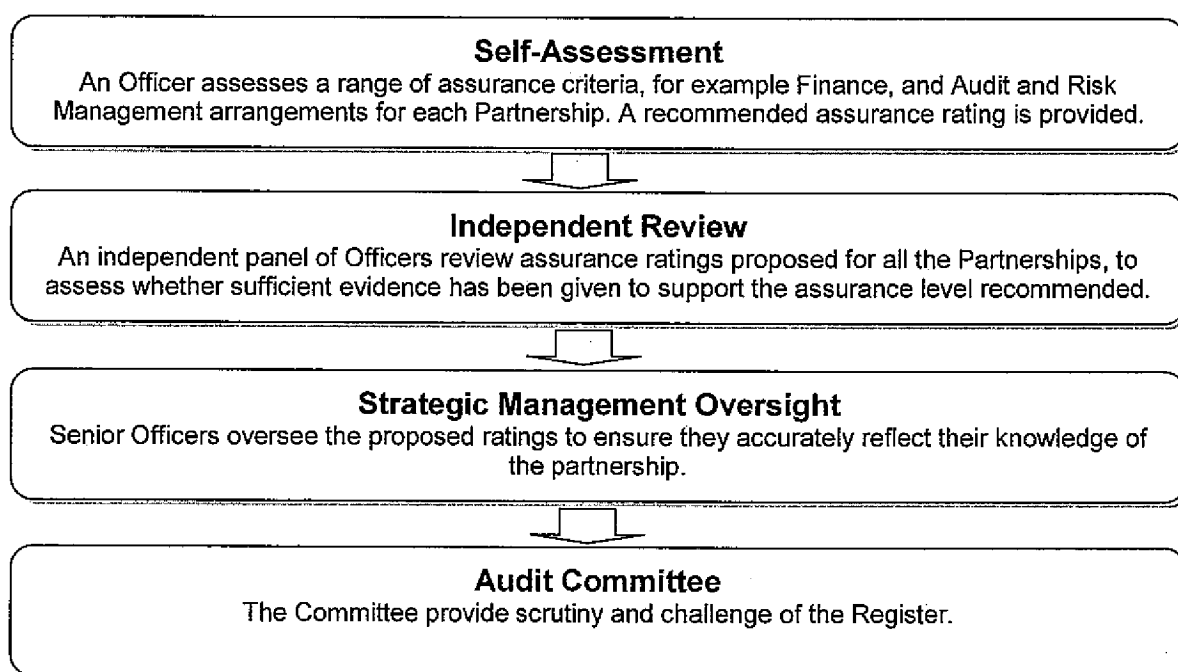 Self-Assessment
An Officer assesses a range of assurance criteria, for example Finance, and Audit and Risk
Management arrangements for each Partnership. A recommended assurance rating is provided.
Independent Review
An independent panel of Officers review assurance ratings proposed for all the Partnerships, to
assess whether sufficient evidence has been given to support the assurance level recommended.
Strategic Management Oversight
Senior Officers oversee the proposed ratings to ensure they accurately reflect their knowledge of
the partnership.
Audit Committee
The Committee provide scrutiny and challenge of the Register.